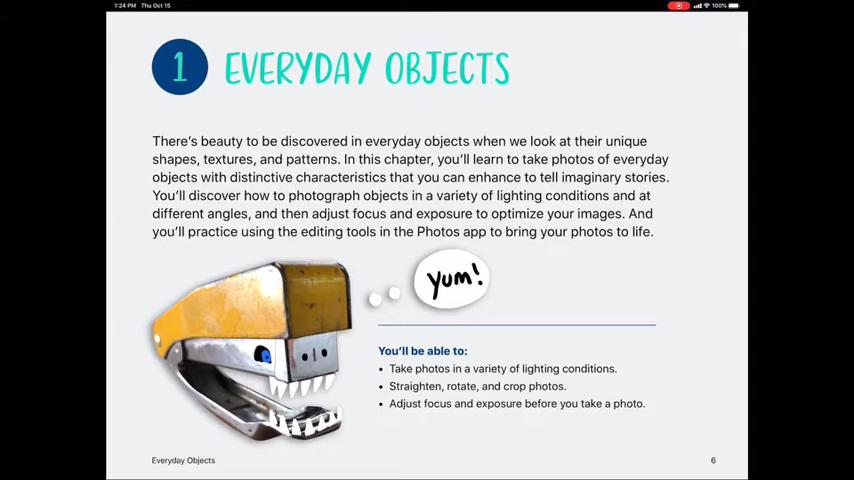 1:24 PM Thu Oct 15
100%
1 EVERYDAY OBJECTS
There's beauty to be discovered in everyday objects when we look at their unique
shapes, textures, and patterns. In this chapter, you'll learn to take photos of everyday
objects with distinctive characteristics that you can enhance to tell imaginary stories.
You'll discover how to photograph objects in a variety of lighting conditions and at
different angles, and then adjust focus and exposure to optimize your images. And
you'll practice using the editing tools in the Photos app to bring your photos to life.
Yum!
You'll be able to:
• Take photos in a variety of lighting conditions.
• Straighten, rotate, and crop photos.
• Adjust focus and exposure before you take a photo.
Everyday Objects
6